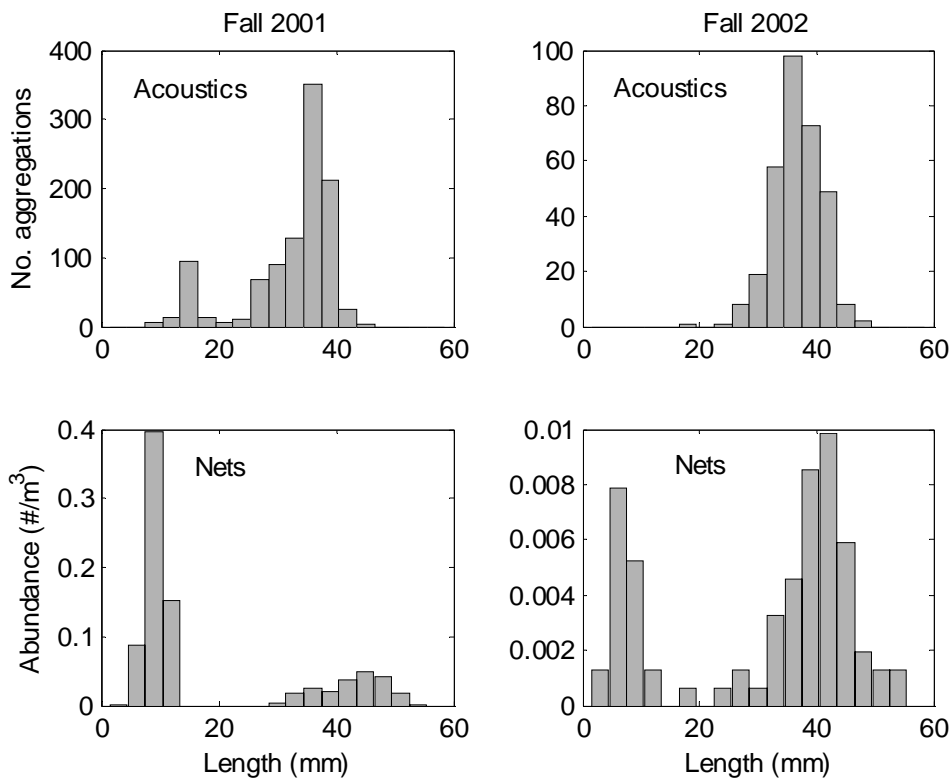 Fall 2001
Fall 2002
400
300
200
100
0
No. aggregations
Acoustics
0 20 40 60
100
80
60
40
20
0
Acoustics
0 20 40 60
0.4
0.3
0.2
0.1
0
Abundance (#/m³)
Nets
0 20 40 60
Length (mm)
0.01
0.008
0.006
0.004
0.002
0
Nets
0 20 40 60
Length (mm)